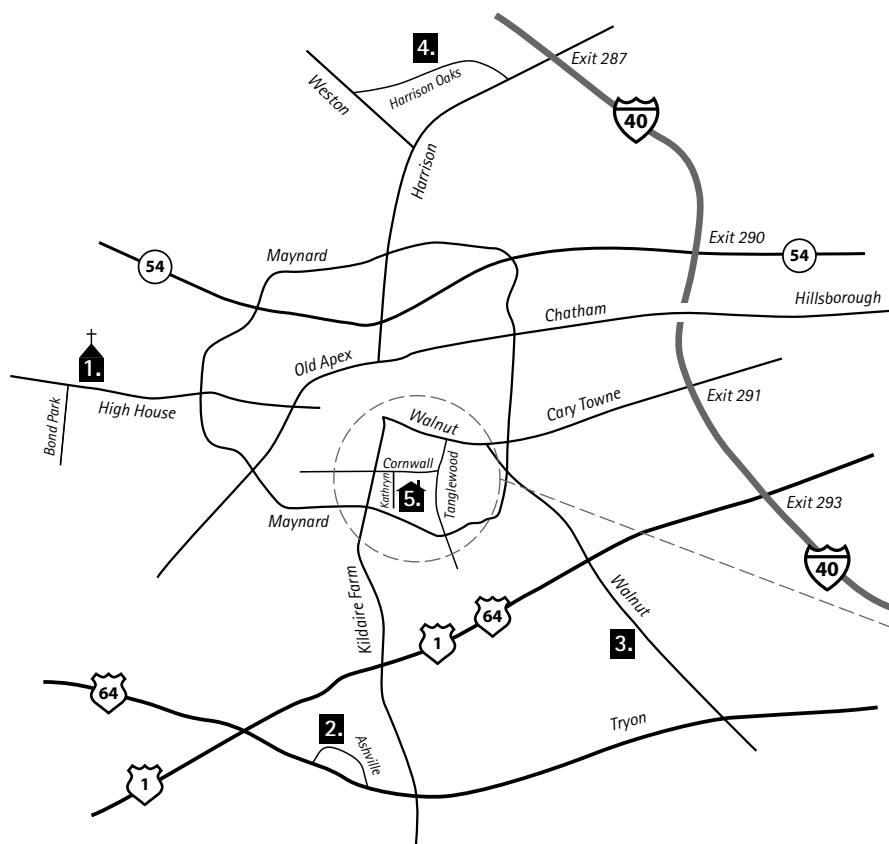 4.
Exit 287
Weston
Harrison Oaks
40
Harrison
Exit 290
Maynard
54
54
Hillsborough
Chatham
1.
Old Apex
High House
Bond Park
Cary Towne
Exit 291
Walnut
Cornwall
Kathryn
5.
Tanglewood
Maynard
Exit 293
40
Kildaire Farm
Walnut
64
1
3.
64
2.
Ashville
Tryon
1